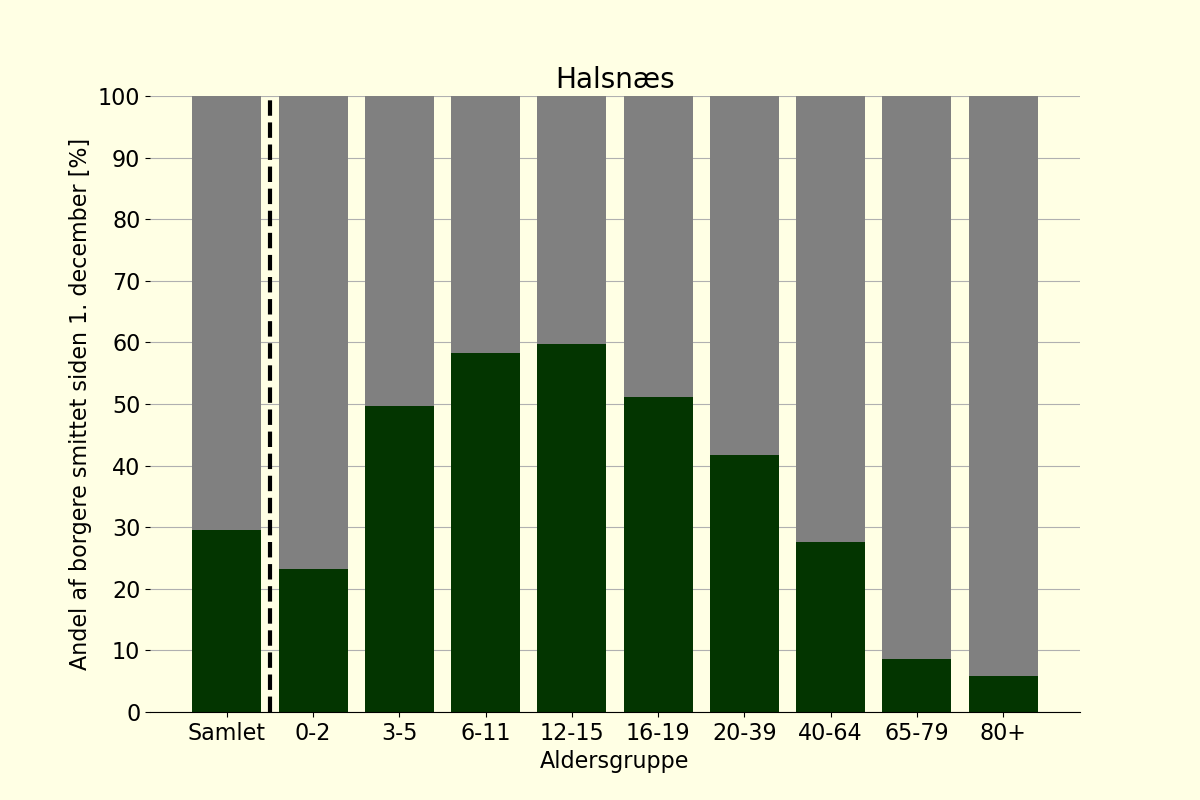 Halsnæs
Andel af borgere smittet siden 1. december [%]
100
90
80
70
60
50
40
30
20
10
0
Samlet 0-2 3-5 6-11 12-15 16-19 20-39 40-64 65-79 80+
Aldersgruppe